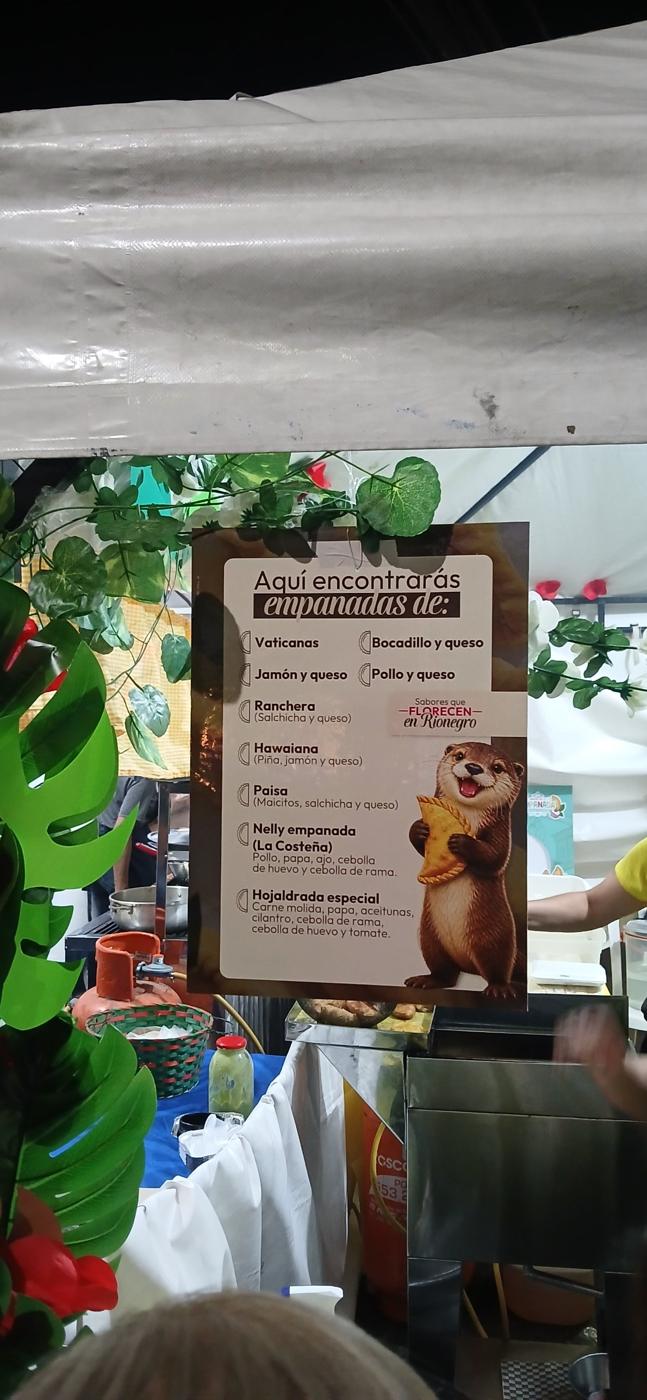 Aquí encontrarás
empanadas de:
Vaticanas
Bocadillo y queso
Jamón y queso
Pollo y queso
Ranchera
(Salchicha y queso)
Sabores que
FLORECEN
en Rionegro
Hawaiana
(Piña, jamón y queso)
Paisa
(Maicitos, salchicha y queso)
Nelly empanada
(La Costeña)
Pollo, papa, ajo, cebolla
de huevo y cebolla de rama.
Hojaldrada especial
Carne molida, papa, aceitunas,
cilantro, cebolla de rama,
cebolla de huevo y tomate.